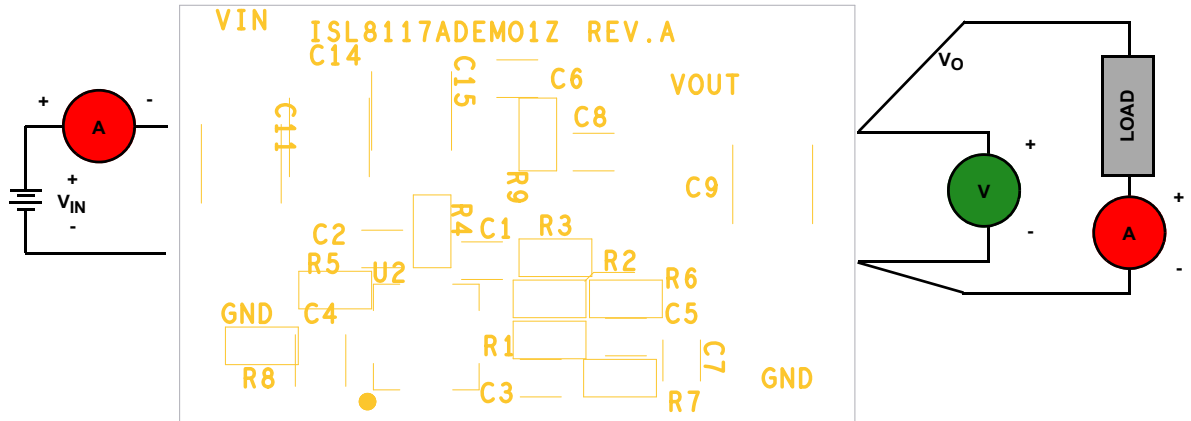 VIN
ISL8117ADEMO1Z REV.A
C14
C15
C6
VOUT
VO
LOAD
+
-
A
C11
C8
+
V
-
+
A
-
+
VIN
-
R9
C9
R4
C1
R3
C2
R5
U2
R2
R6
GND
C4
C5
R1
C7
R8
C3
R7
GND